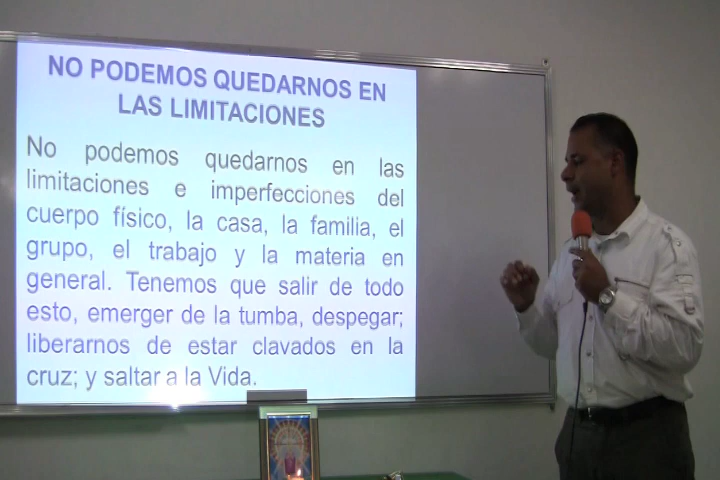 NO PODEMOS QUEDARNOS EN
LAS LIMITACIONES
No podemos quedarnos en las
limitaciones e imperfecciones del
cuerpo físico, la casa, la familia, el
grupo, el trabajo y la materia en
general. Tenemos que salir de todo
esto, emerger de la tumba, despegar;
liberarnos de estar clavados en la
cruz; y saltar a la Vida.